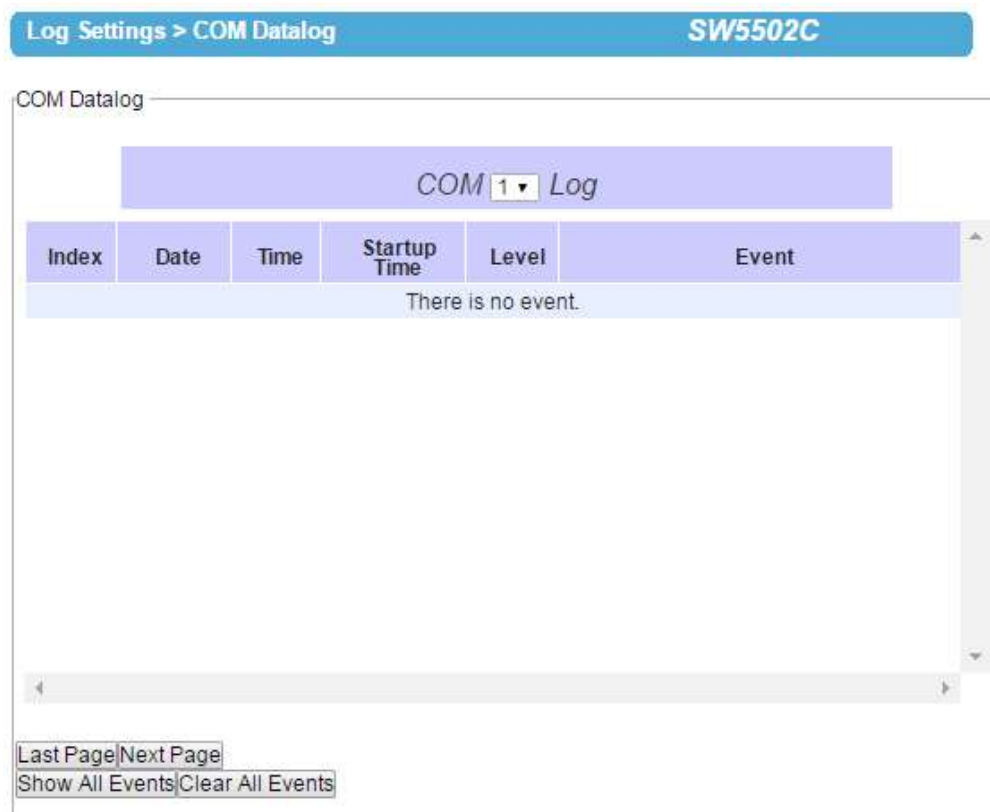 Log Settings > COM Datalog SW5502C
COM Datalog
COM 1 Log
Index Date Time Startup Time Level Event
There is no event.
Last Page Next Page
Show All Events Clear All Events